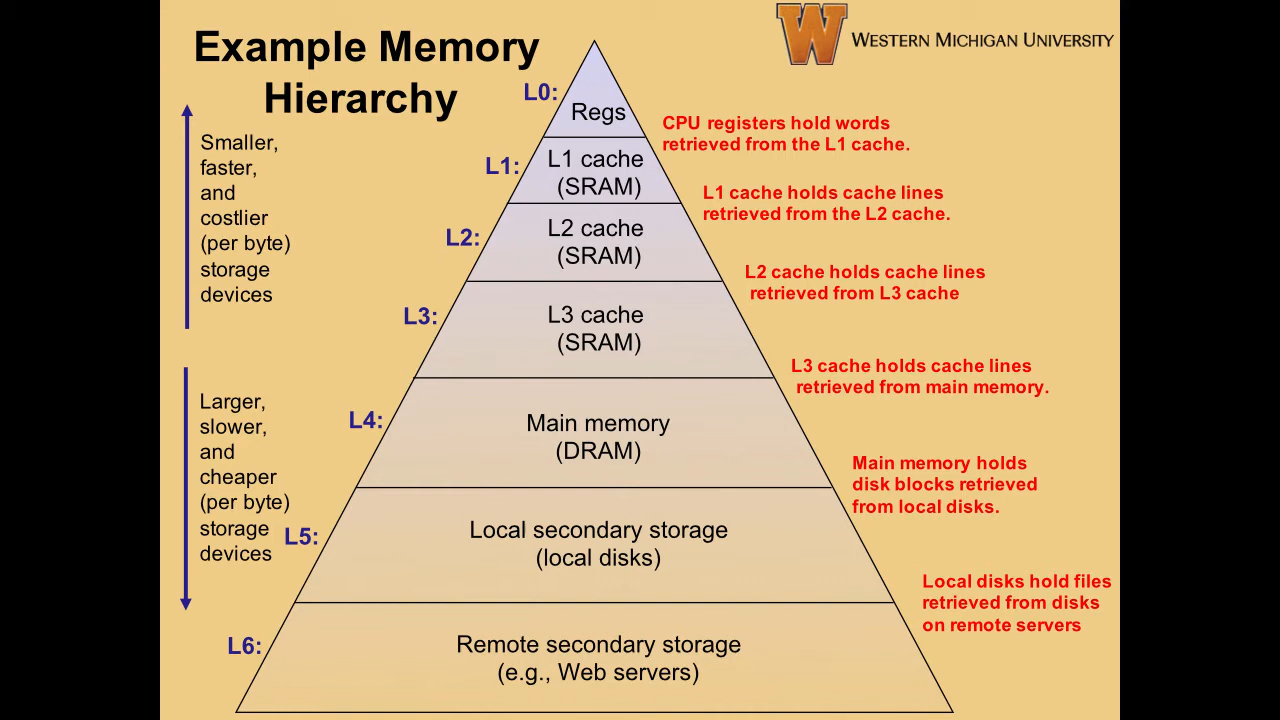 Example Memory
Hierarchy
WESTERN MICHIGAN UNIVERSITY
Smaller,
faster,
and
costlier
(per byte)
storage
devices
Larger,
slower,
and
cheaper
(per byte)
storage
devices
L0:
Regs
CPU registers hold words
retrieved from the L1 cache.
L1:
L1 cache
(SRAM)
L1 cache holds cache lines
retrieved from the L2 cache.
L2:
L2 cache
(SRAM)
L2 cache holds cache lines
retrieved from L3 cache
L3:
L3 cache
(SRAM)
L3 cache holds cache lines
retrieved from main memory.
L4:
Main memory
(DRAM)
Main memory holds
disk blocks retrieved
from local disks.
L5:
Local secondary storage
(local disks)
Local disks hold files
retrieved from disks
on remote servers
L6:
Remote secondary storage
(e.g., Web servers)
W